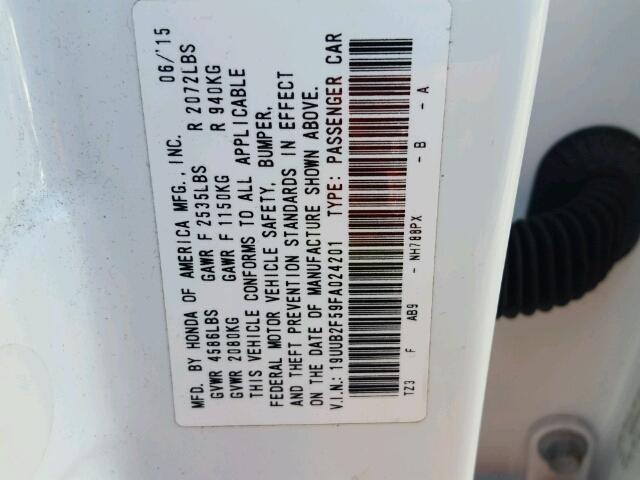 MFD. BY HONDA OF AMERICA MFG., INC. 06/'15
GVWR 4586LBS GAWR F 2535LBS R 2072LBS
GVWR 2080KG GAWR F 1150KG R 940KG
THIS VEHICLE CONFORMS TO ALL APPLICABLE
FEDERAL MOTOR VEHICLE SAFETY, BUMPER,
AND THEFT PREVENTION STANDARDS IN EFFECT
ON THE DATE OF MANUFACTURE SHOWN ABOVE.
V.I.N.: 19UUB2F59FA024201 TYPE: PASSENGER CAR
TZ3 F AB9 - NH788PX - B - A